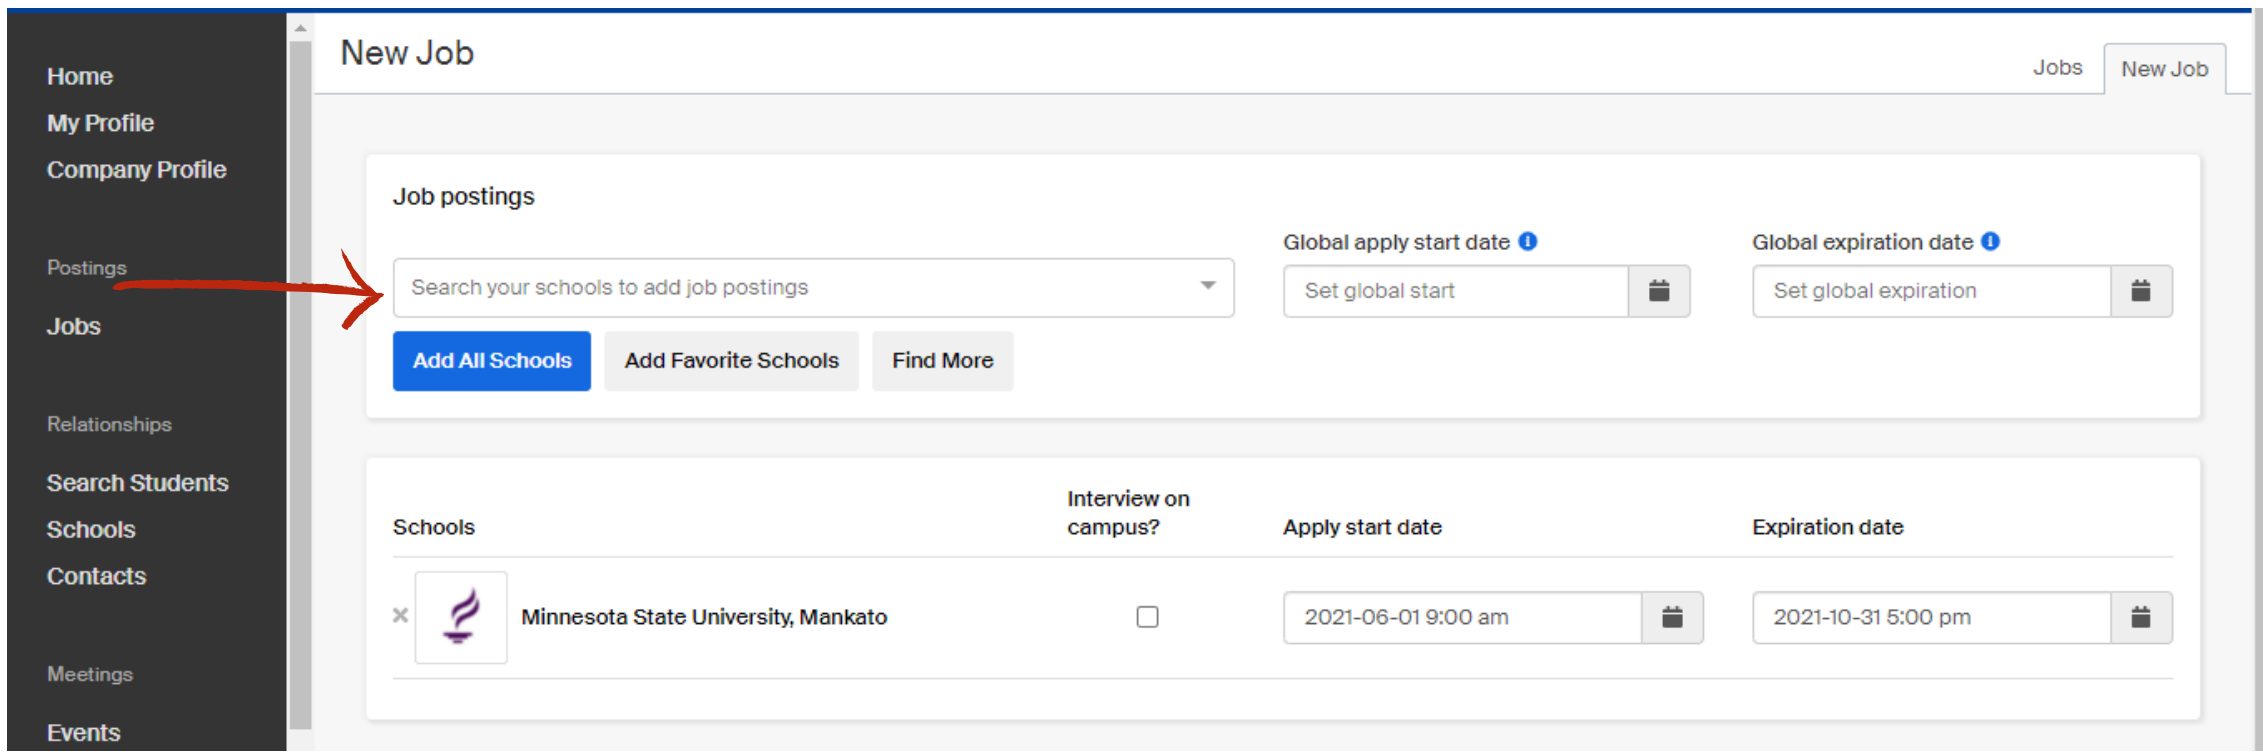 New Job
Jobs
New Job
Home
My Profile
Company Profile
Postings
Jobs
Relationships
Search Students
Schools
Contacts
Meetings
Events
Job postings
Global apply start date
Global expiration date
Search your schools to add job postings
Set global start
Set global expiration
Add All Schools
Add Favorite Schools
Find More
Schools
Interview on
campus?
Apply start date
Expiration date
Minnesota State University, Mankato
2021-06-01 9:00 am
2021-10-31 5:00 pm